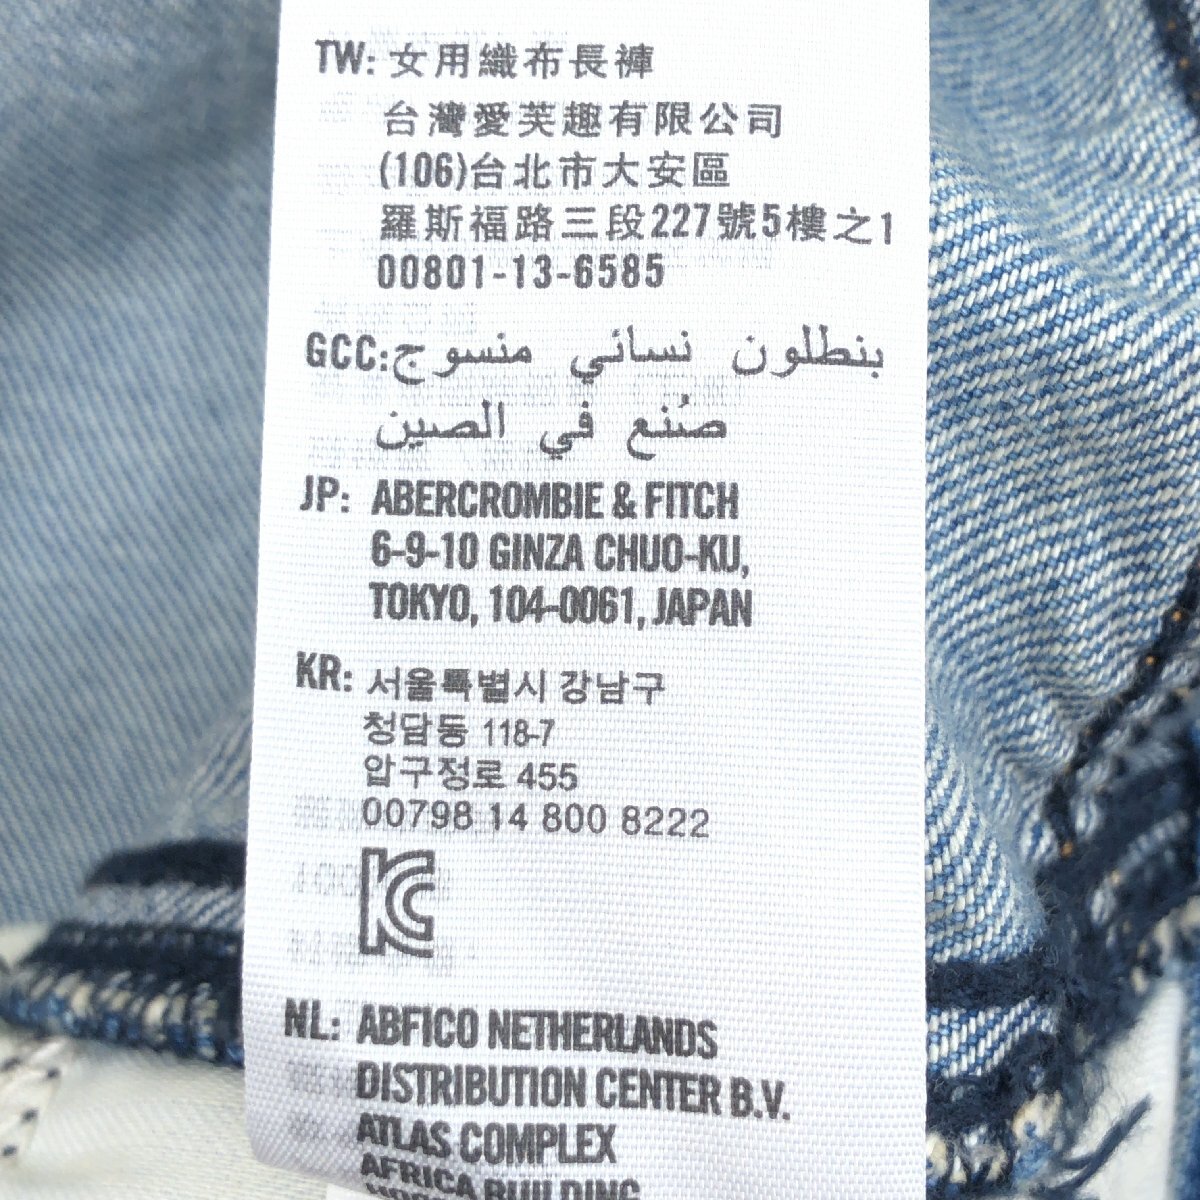 TW: 女用織布長褲
台灣愛芙趣有限公司
(106)台北市大安區
羅斯福路三段227號5樓之1
00801-13-6585
GCC: بنطلون نسائي منسوج
صُنع في الصين
JP: ABERCROMBIE & FITCH
6-9-10 GINZA CHUO-KU,
TOKYO, 104-0061, JAPAN
KR: 서울특별시 강남구
청담동 118-7
압구정로 455
00798 14 800 8222
KC
NL: ABFICO NETHERLANDS
DISTRIBUTION CENTER B.V.
ATLAS COMPLEX
AFRICA BUILDING